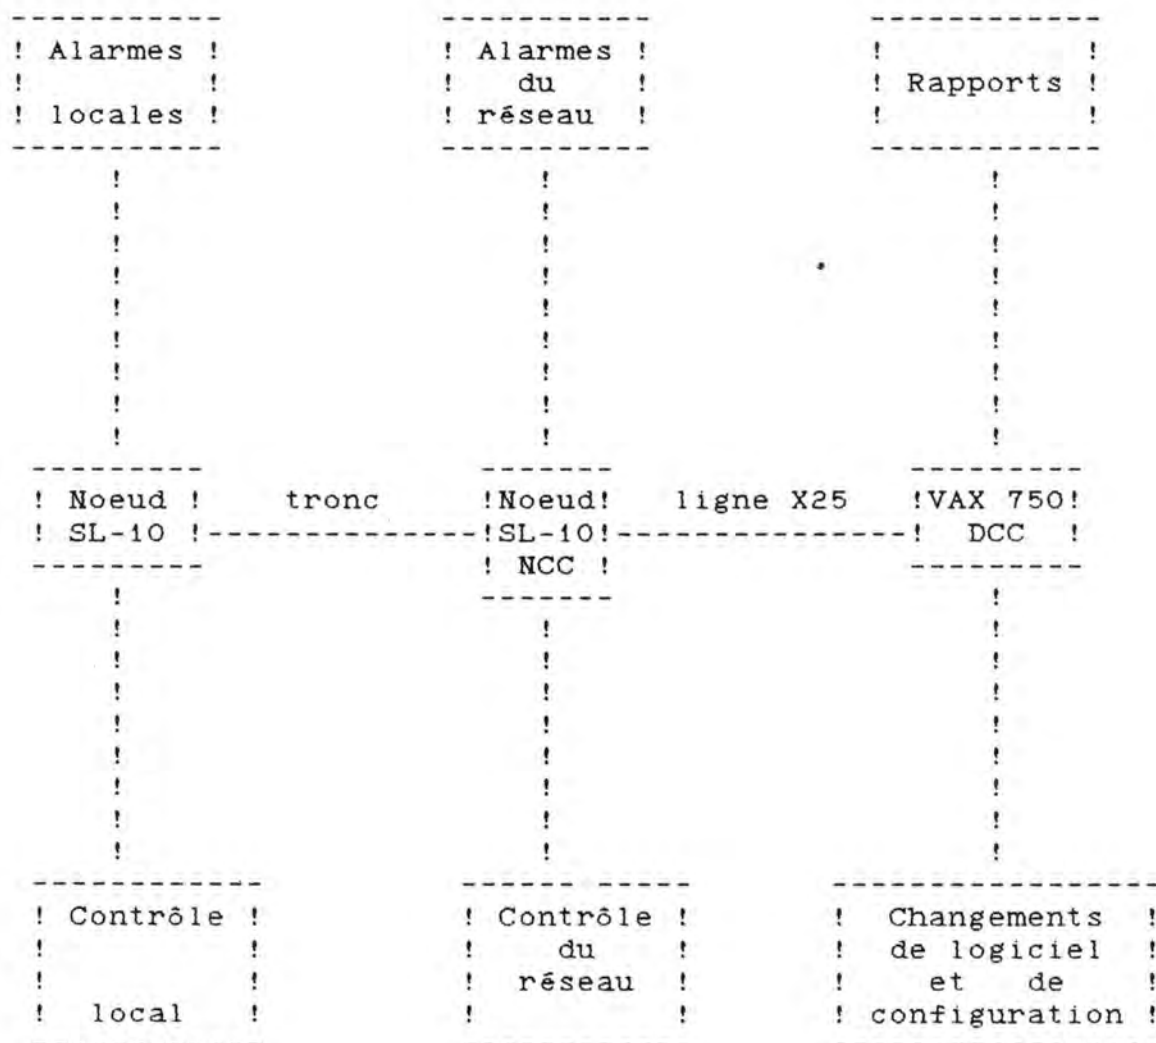 Alarmes locales
Alarmes du réseau
Rapports
Noeud SL-10
tronc
Noeud SL-10 NCC
ligne X25
VAX 750 DCC
Contrôle local
Contrôle du réseau
Changements de logiciel et de configuration